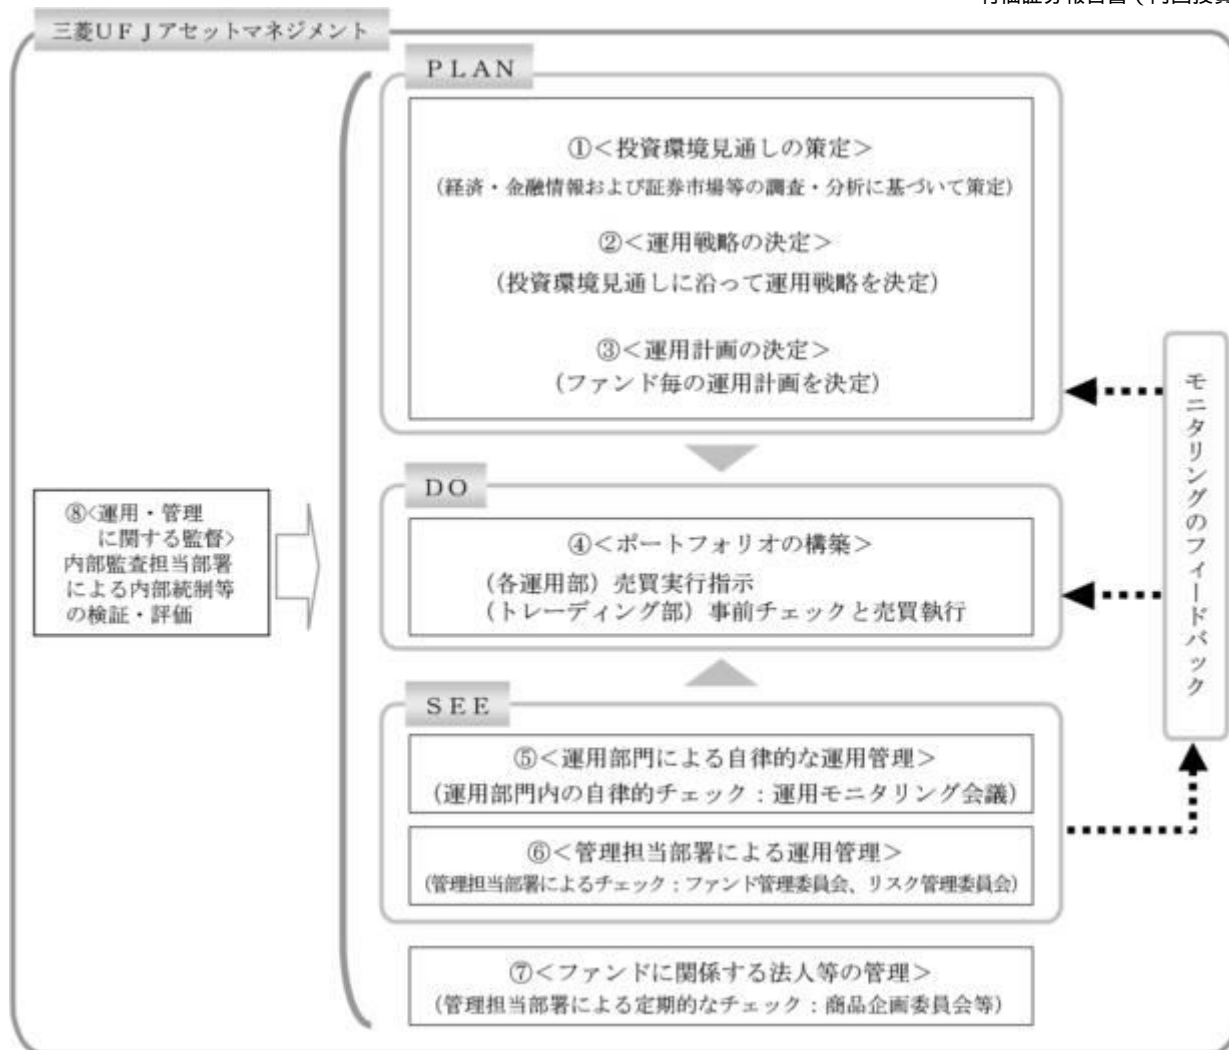 三菱ＵＦＪアセットマネジメント
ＰＬＡＮ
①＜投資環境見通しの策定＞
(経済・金融情報および証券市場等の調査・分析に基づいて策定)
②＜運用戦略の決定＞
(投資環境見通しに沿って運用戦略を決定)
③＜運用計画の決定＞
(ファンド毎の運用計画を決定)
ＤＯ
④＜ポートフォリオの構築＞
(各運用部) 売買実行指示
(トレーディング部) 事前チェックと売買執行
ＳＥＥ
⑤＜運用部門による自律的な運用管理＞
(運用部門内の自律的チェック：運用モニタリング会議)
⑥＜管理担当部署による運用管理＞
(管理担当部署によるチェック：ファンド管理委員会、リスク管理委員会)
⑦＜ファンドに関係する法人等の管理＞
(管理担当部署による定期的なチェック：商品企画委員会等)
⑧<運用・管理
に関する監督>
内部監査担当部署
による内部統制等
の検証・評価
モニタリングのフィードバック